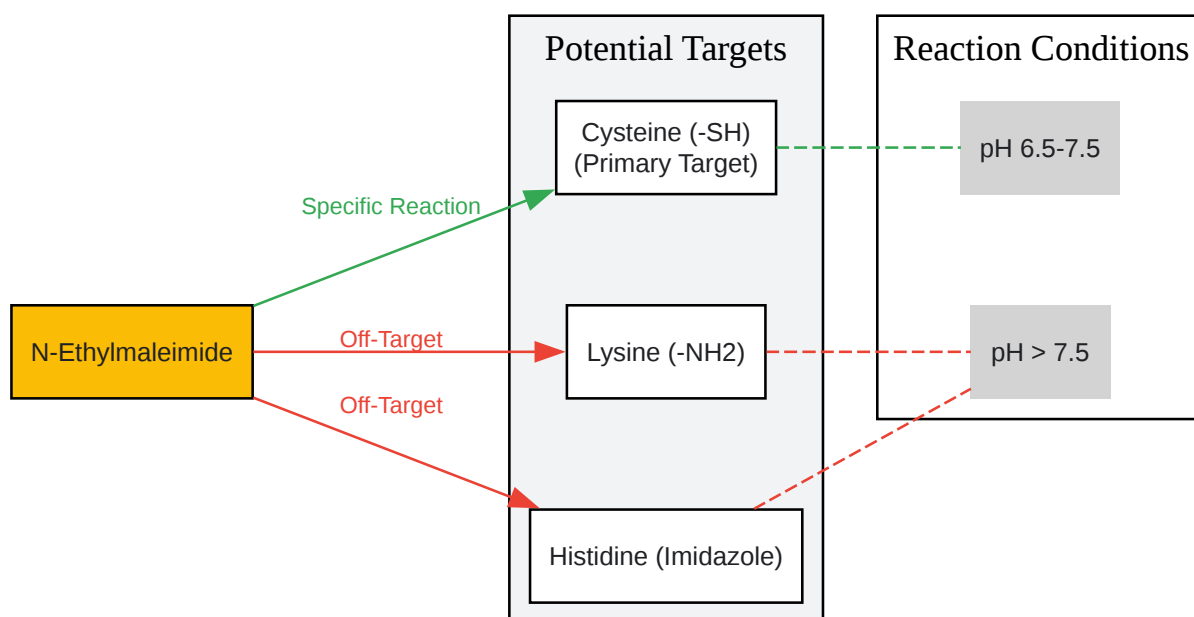 Potential Targets
Reaction Conditions
Cysteine (-SH)
(Primary Target)
pH 6.5-7.5
Specific Reaction
N-Ethylmaleimide
Off-Target
Lysine (-NH2)
pH > 7.5
Off-Target
Histidine (Imidazole)